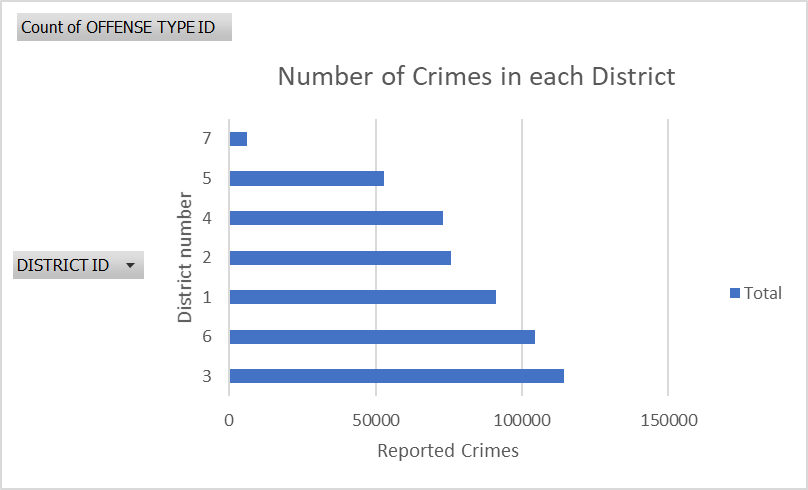 Count of OFFENSE TYPE ID
Number of Crimes in each District
7
5
4
2
1
6
3
District number
DISTRICT ID
Total
0 50000 100000 150000
Reported Crimes